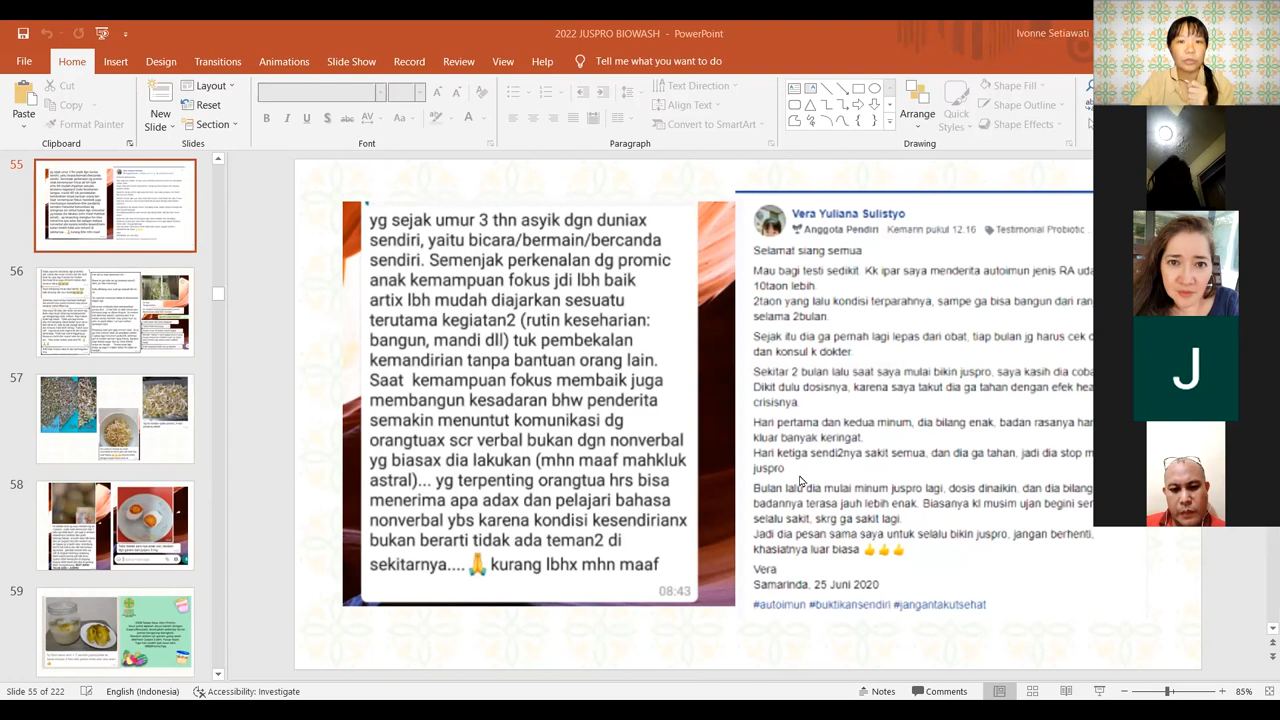 2022 JUSPRO BIOWASH - PowerPoint
Ivonne Setiawati
File Home Insert Design Transitions Animations Slide Show Record Review View Help Tell me what you want to do
Paste
Cut
Copy
Format Painter
Clipboard
New Slide
Layout
Reset
Section
Slides
Font
Text Direction
Align Text
Convert to SmartArt
Paragraph
Arrange
Quick Styles
Shape Fill
Shape Outline
Shape Effects
Drawing
55
56
57
58
59
yg sejak umur 3 thn asyik dgn duniax
sendiri, yaitu bicara/bermain/bercanda
sendiri. Semenjak perkenalan dg promic
anak kemampuan fokus jdi lbh baik
artix lbh mudah diajarkan sesuatu
terutama kegiatan2 (rutin keseharian:
bangun, mandi dll) tuk pembekalan
kemandirian tanpa bantuan orang lain.
Saat kemampuan fokus membaik juga
membangun kesadaran bhw penderita
semakin menuntut komunikasi dg
orangtuax scr verbal bukan dgn nonverbal
yg biasax dia lakukan (mhn maaf mahkluk
astral)... yg terpenting orangtua hrs bisa
menerima apa adax dan pelajari bahasa
nonverbal ybs karena kondisi kesendirianx
bukan berarti tidak ada teman2 di
sekitarnya.... 🙏 kurang lbhx mhn maaf
08:43
Vera Yuliana Sulistyo
Anggota Pendiri · Kemarin pukul 12.16 · Testimonial Probiotic
Selamat siang semua
Mau bagi testi sedikit. Kk ipar saya menderita autoimun jenis RA uda
10taon lebih
2taon yang lalu kondisi terparahnya, sampe ga bisa bangun dari ran
selama 2bulan.
Sejak itu dia ga pernah lagi lepas dari obat, tiap bulan jg harus cek d
dan konsul k dokter.
Sekitar 2 bulan lalu saat saya mulai bikin juspro, saya kasih dia coba
Dikit dulu dosisnya, karena saya takut dia ga tahan dengan efek hea
crisisnya.
Hari pertama dan kedua minum, dia bilang enak, badan rasanya han
kluar banyak keringat.
Hari ketiga sendi2nya sakit semua, dan dia ga tahan, jadi dia stop m
juspro
Bulan lalu dia mulai minum juspro lagi, dosis dinaikin, dan dia bilang
badannya terasa jauh lebih enak. Biasanya kl musim ujan begini ser
selalu sakit, skrg ga sakit lagi.
Jadi dia pesan sama saya untuk selalu bikin juspro, jangan berhenti,
khasiatnya luar biasa 👍👍👍
Vera
Samarinda, 25 Juni 2020
#autoimun #buktikansendiri #jangantakutsehat
J
Slide 55 of 222 English (Indonesia) Accessibility: Investigate Notes Comments 85%